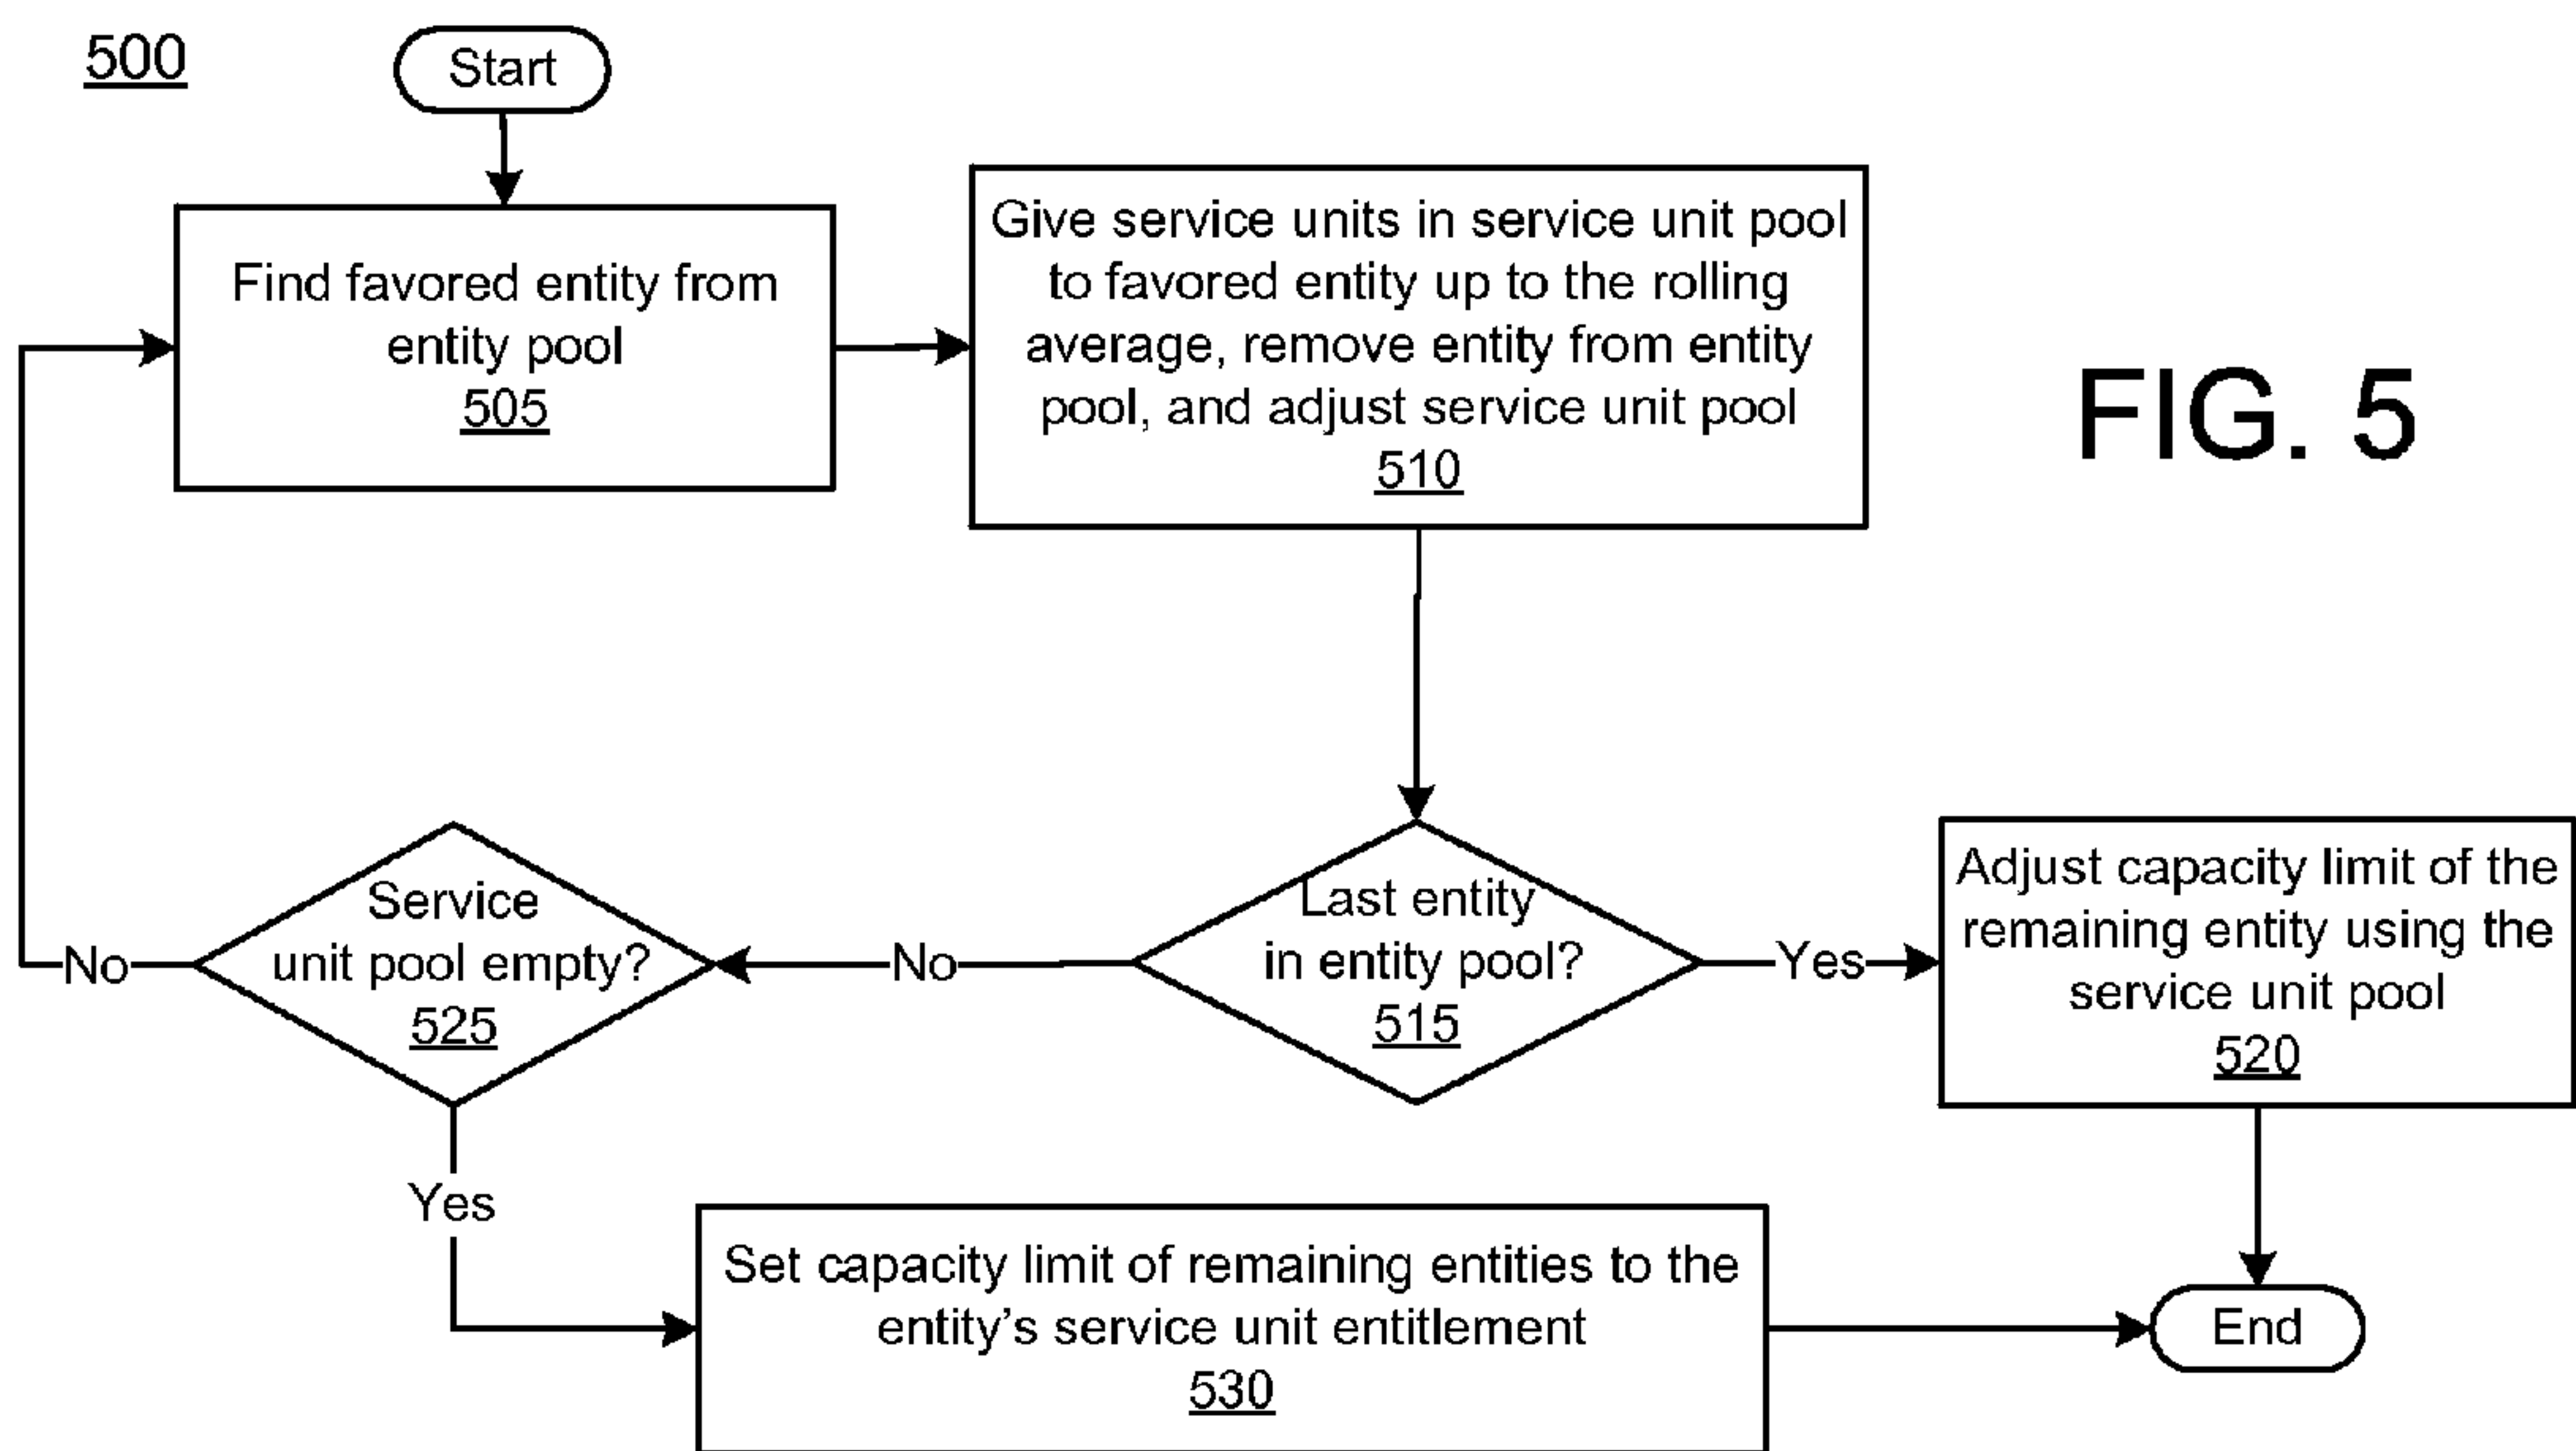 500
Start
Find favored entity from
entity pool
505
Give service units in service unit pool
to favored entity up to the rolling
average, remove entity from entity
pool, and adjust service unit pool
510
FIG. 5
Service
unit pool empty?
525
No
No
Last entity
in entity pool?
515
Yes
Adjust capacity limit of the
remaining entity using the
service unit pool
520
Yes
Set capacity limit of remaining entities to the
entity's service unit entitlement
530
End